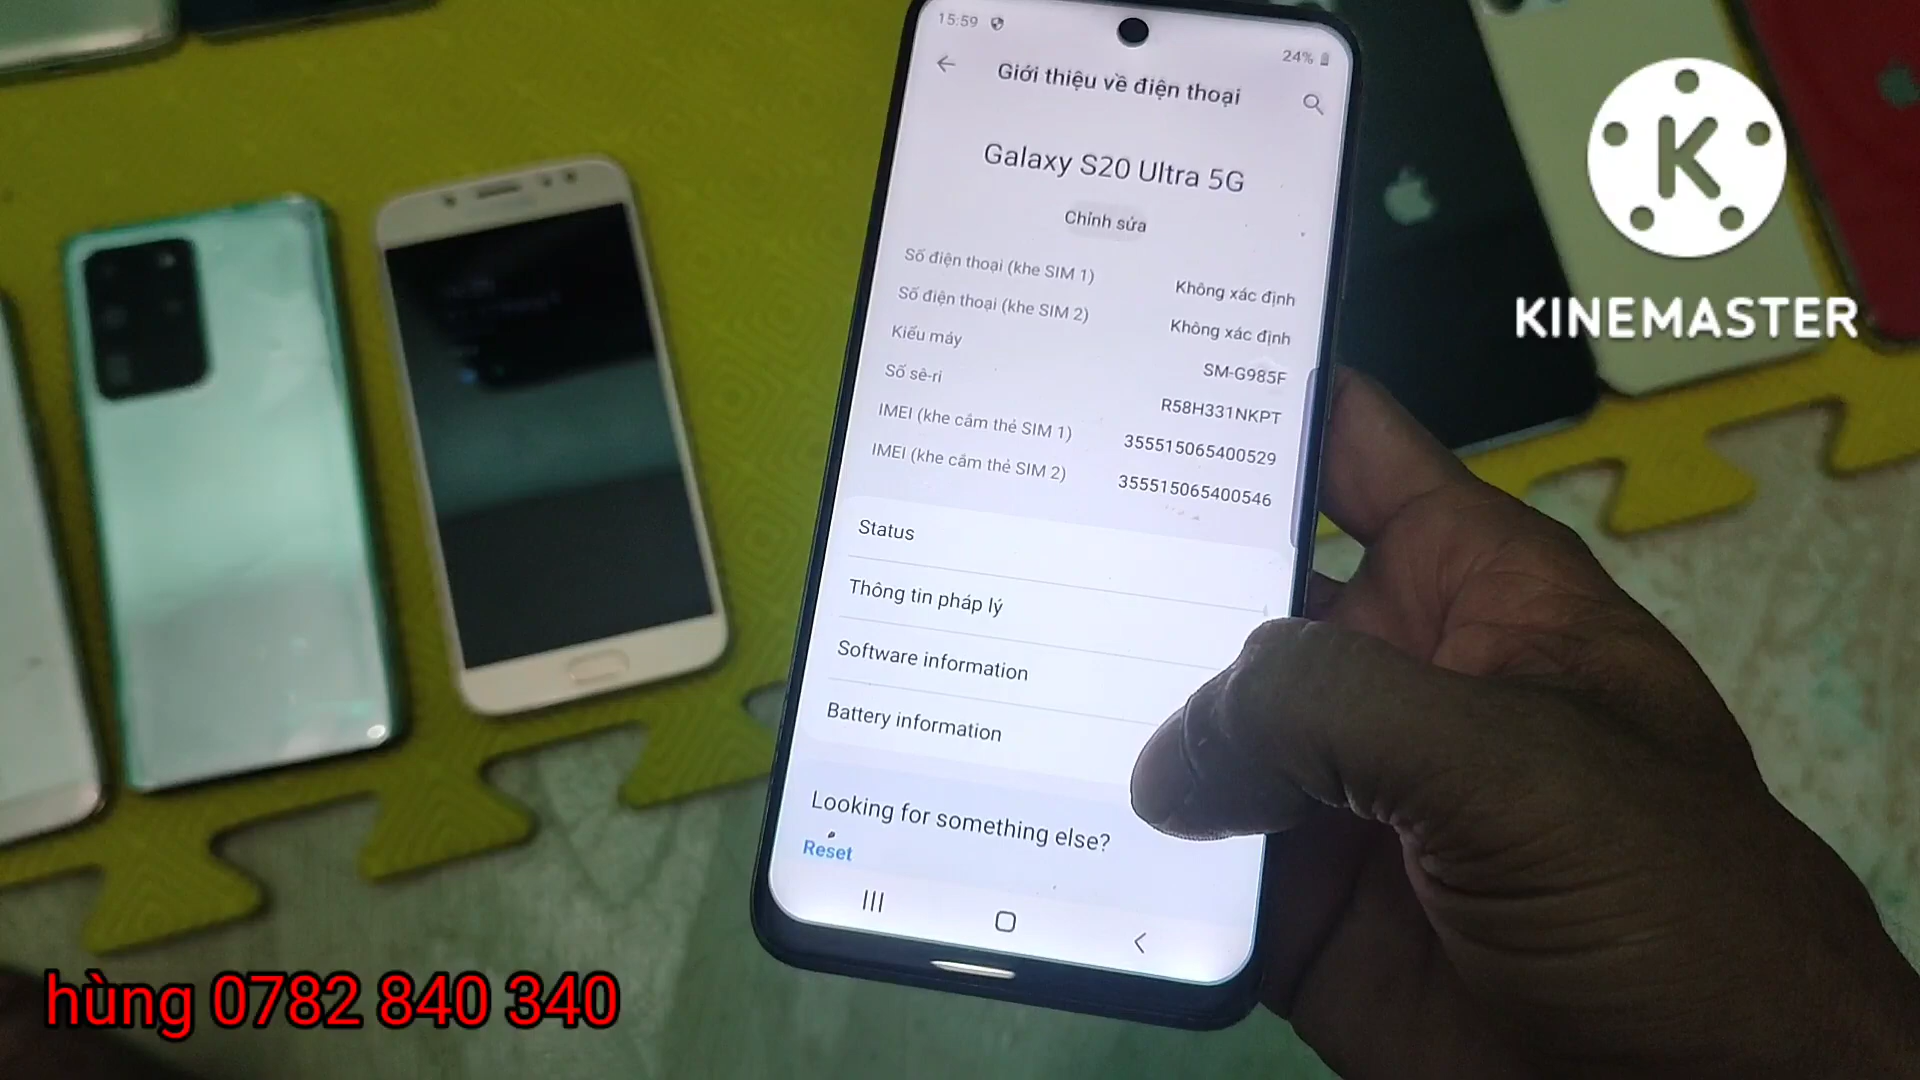 15:59
24%
Giới thiệu về điện thoại
Galaxy S20 Ultra 5G
Chỉnh sửa
Số điện thoại (khe SIM 1) Không xác định
Số điện thoại (khe SIM 2) Không xác định
Kiểu máy SM-G985F
Số sê-ri R58H331NKPT
IMEI (khe cắm thẻ SIM 1) 355515065400529
IMEI (khe cắm thẻ SIM 2) 355515065400546
Status
Thông tin pháp lý
Software information
Battery information
Looking for something else?
Reset
K
KINEMASTER
hùng 0782 840 340